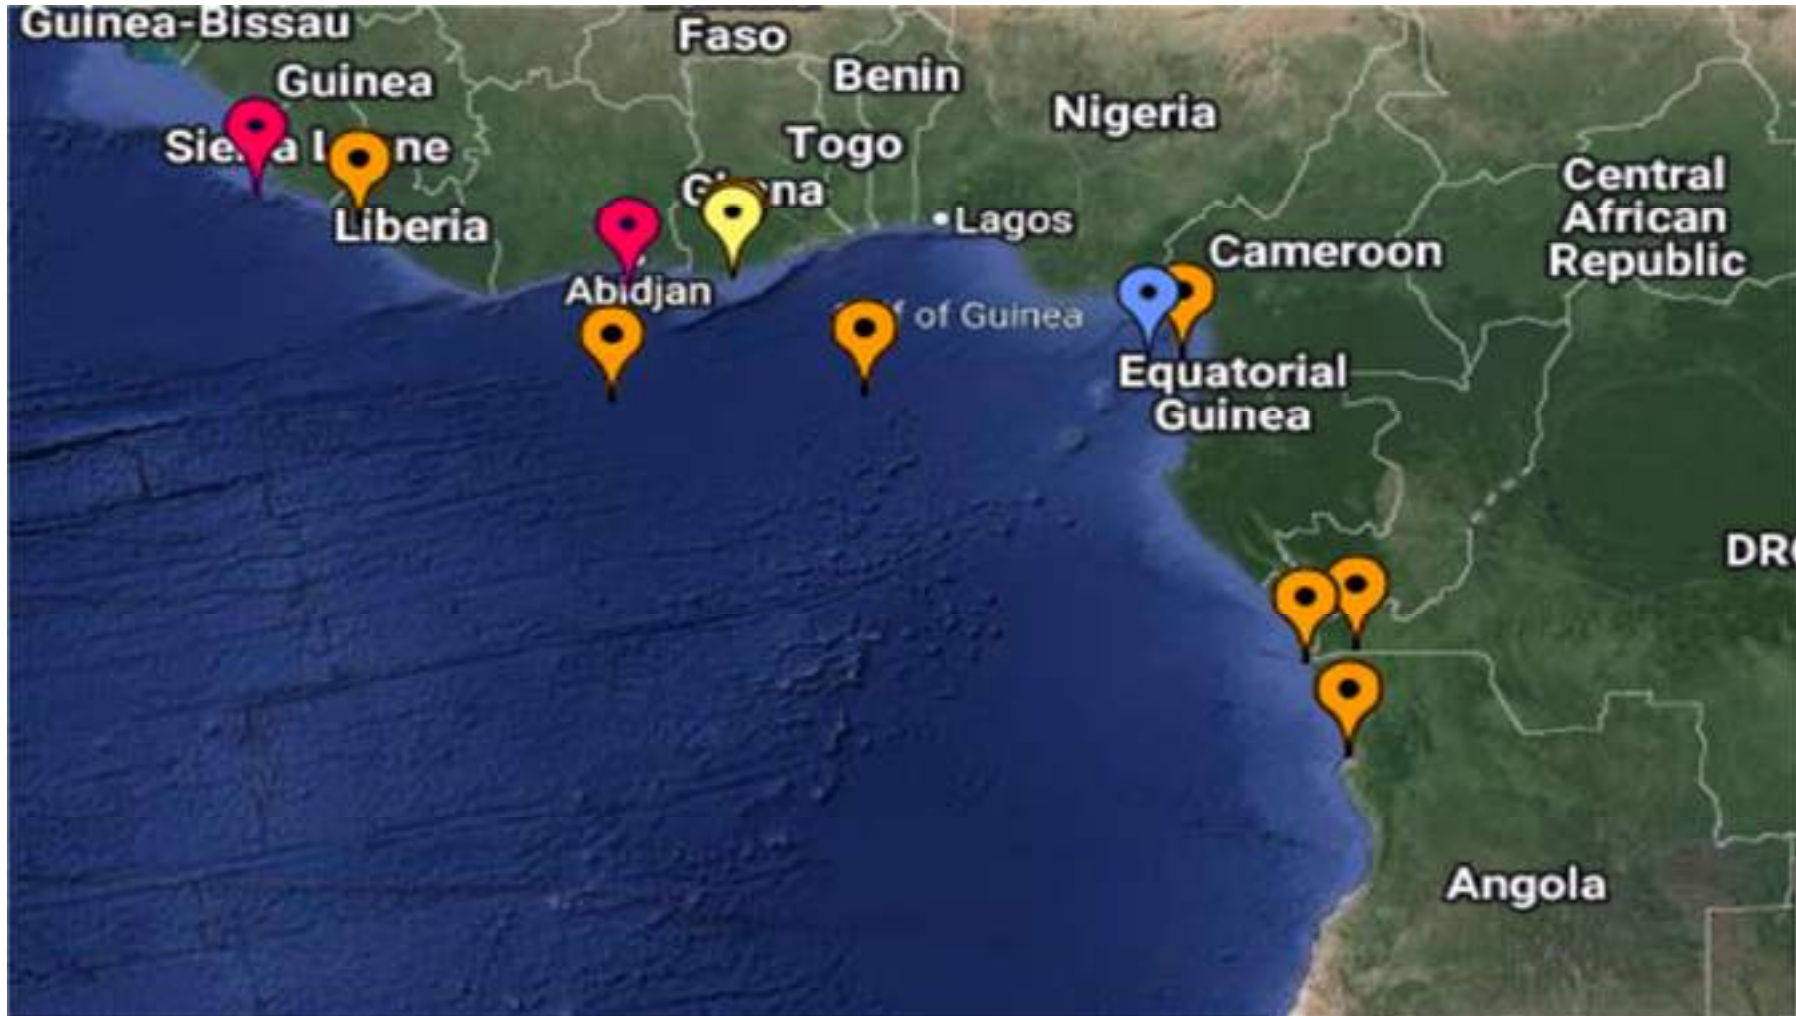 Guinea-Bissau
Faso
Guinea
Benin
Nigeria
Togo
Central
African
Republic
Liberia
Lagos
Cameroon
Abidjan
of Guinea
Equatorial
Guinea
Angola